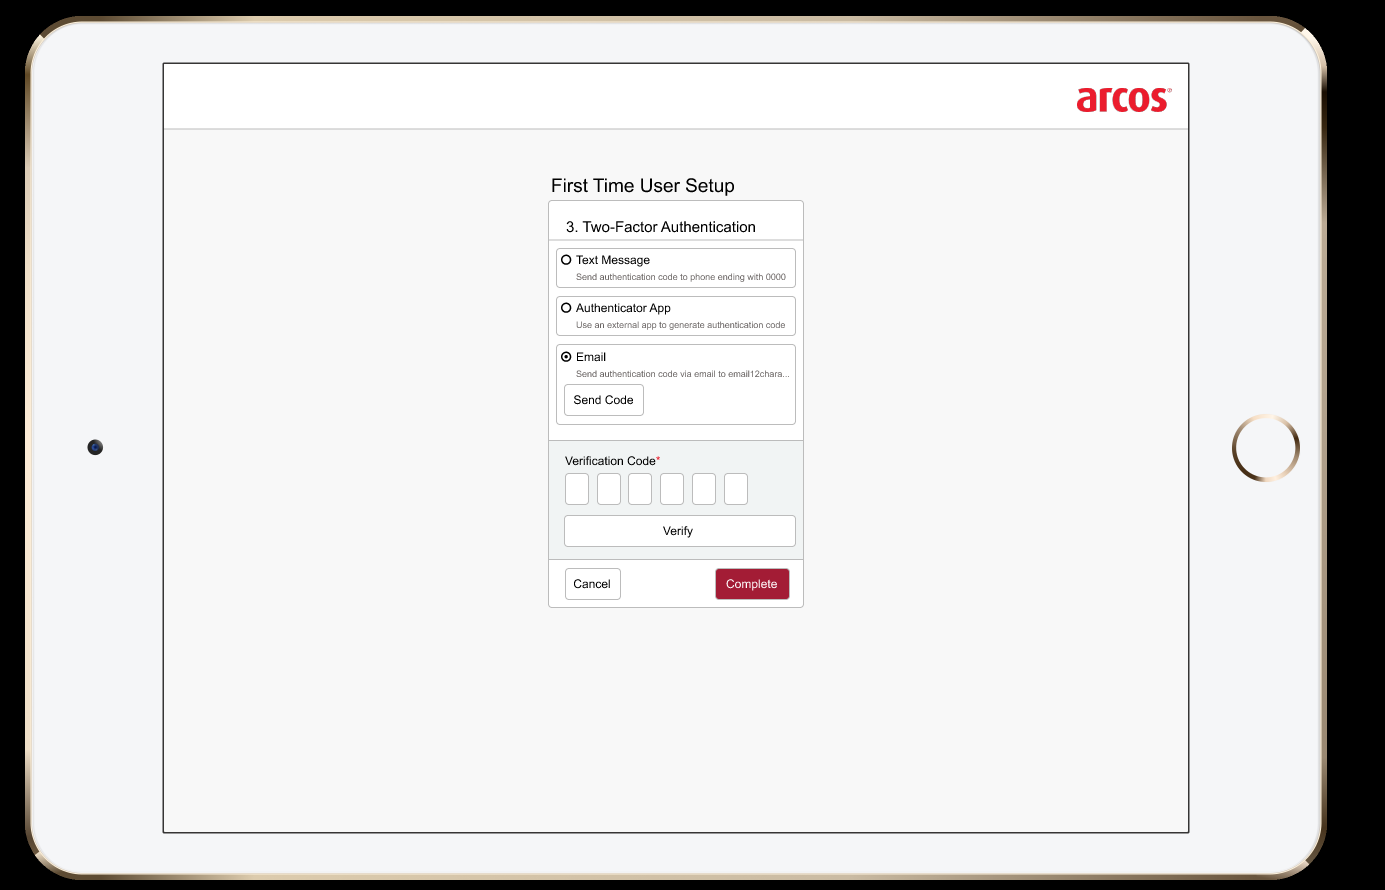 arcos®
First Time User Setup
3. Two-Factor Authentication
Text Message
Send authentication code to phone ending with 0000
Authenticator App
Use an external app to generate authentication code
Email
Send authentication code via email to email12chara...
Send Code
Verification Code*
Verify
Cancel
Complete